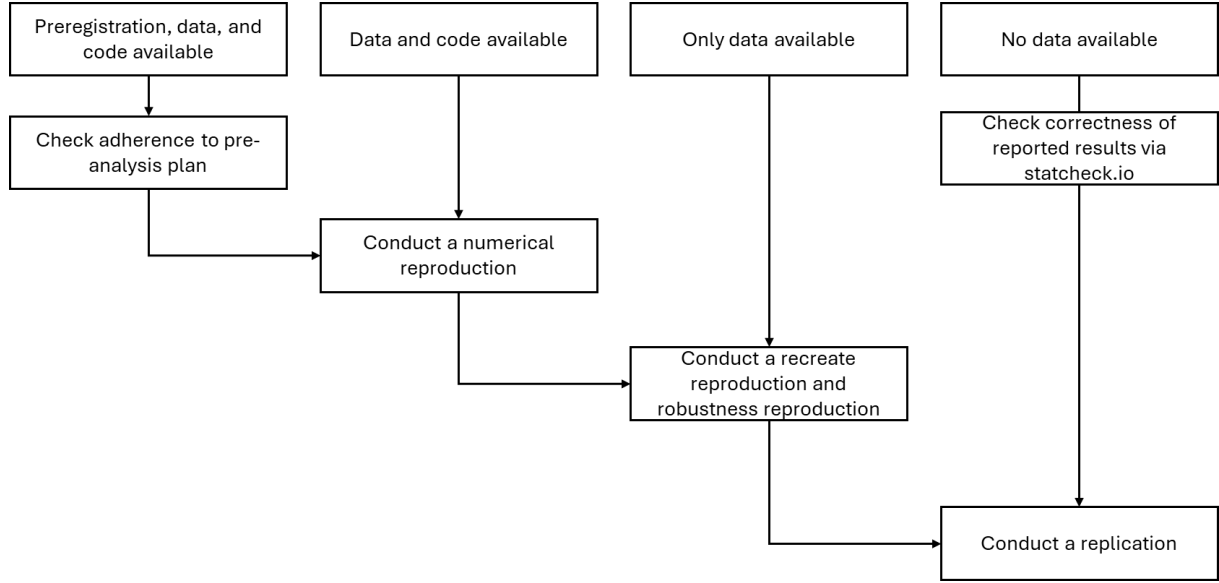 Preregistration, data, and
code available
Data and code available
Only data available
No data available
Check adherence to pre-
analysis plan
Check correctness of
reported results via
statcheck.io
Conduct a numerical
reproduction
Conduct a recreate
reproduction and
robustness reproduction
Conduct a replication